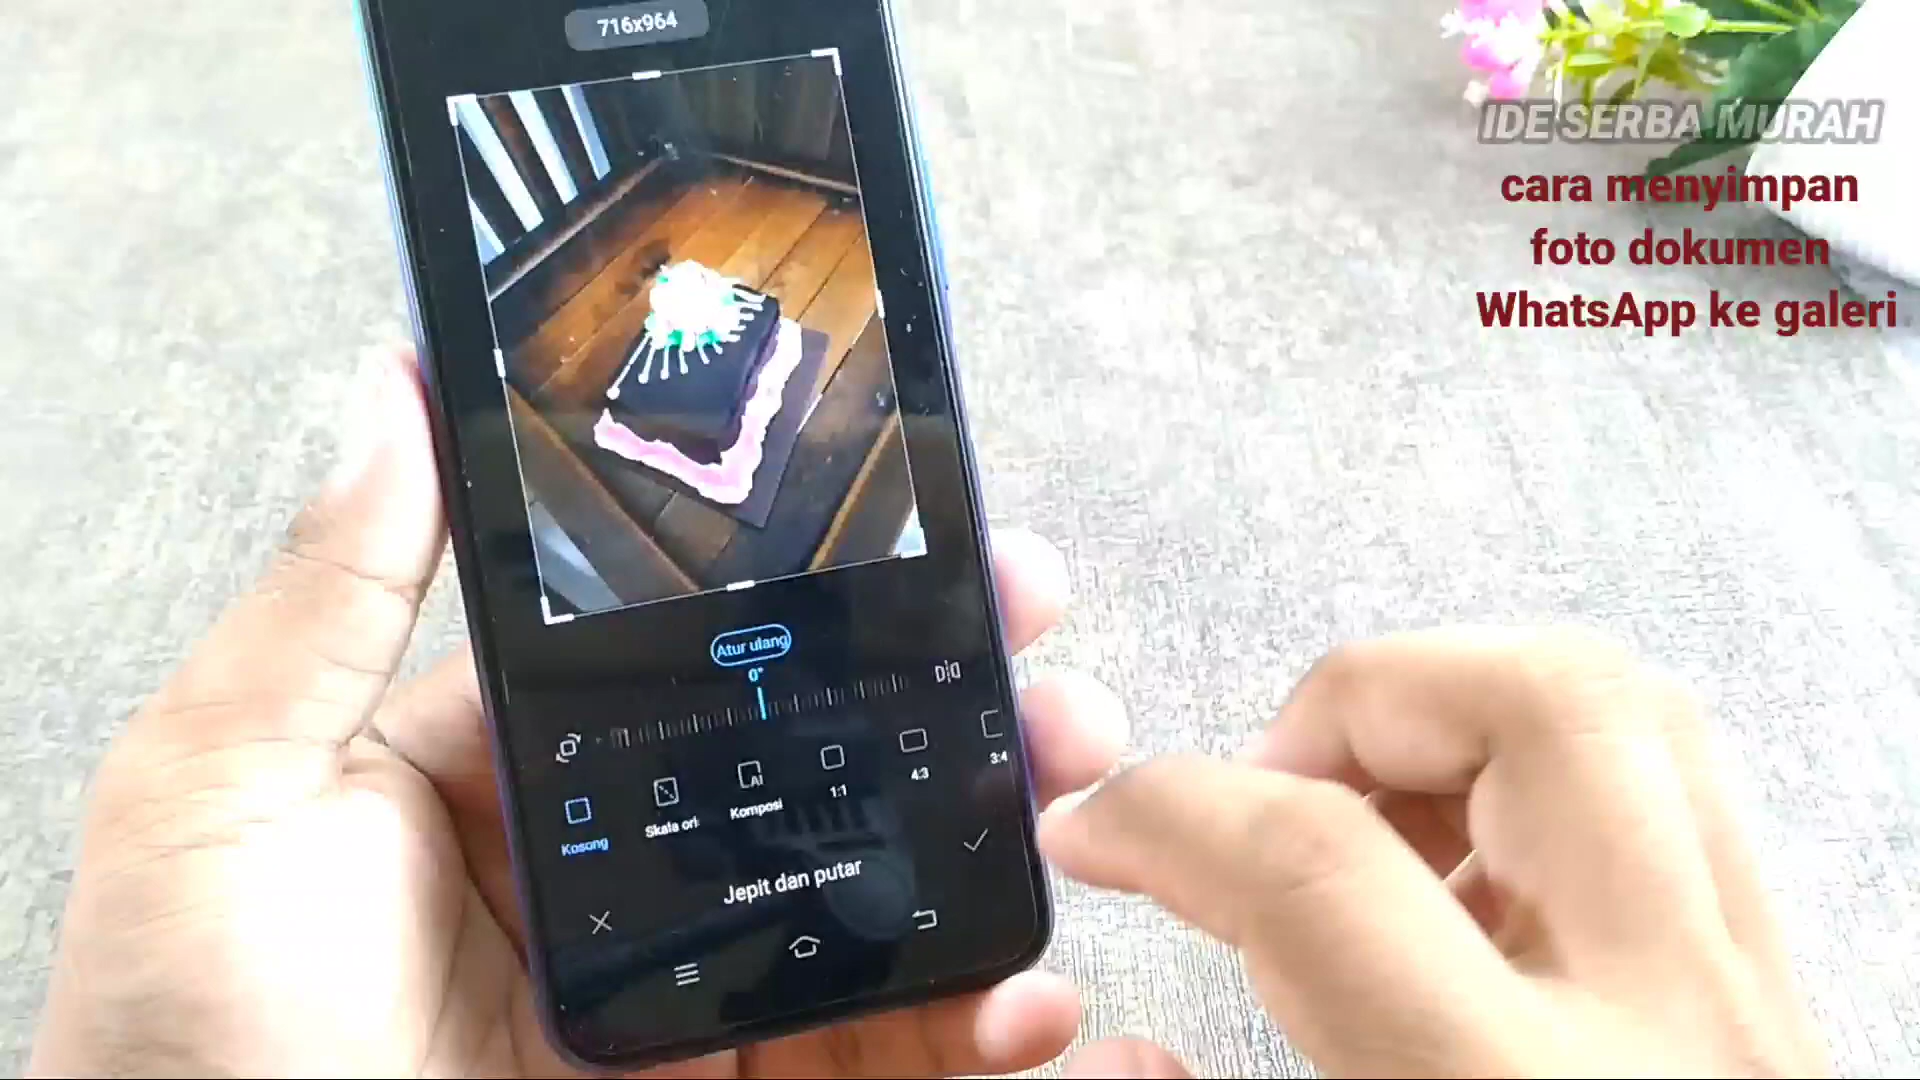 716x964
IDE SERBA MURAH
cara menyimpan
foto dokumen
WhatsApp ke galeri
Atur ulang
0°
Kosong
Skala ori
Komposi
AI
1:1
4:3
3:4
Jepit dan putar